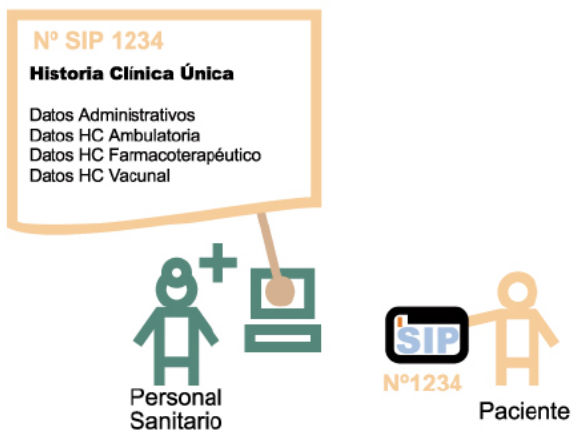 Nº SIP 1234
Historia Clínica Única
Datos Administrativos
Datos HC Ambulatoria
Datos HC Farmacoterapéutico
Datos HC Vacunal
SIP
Nº1234
Personal
Sanitario
Paciente